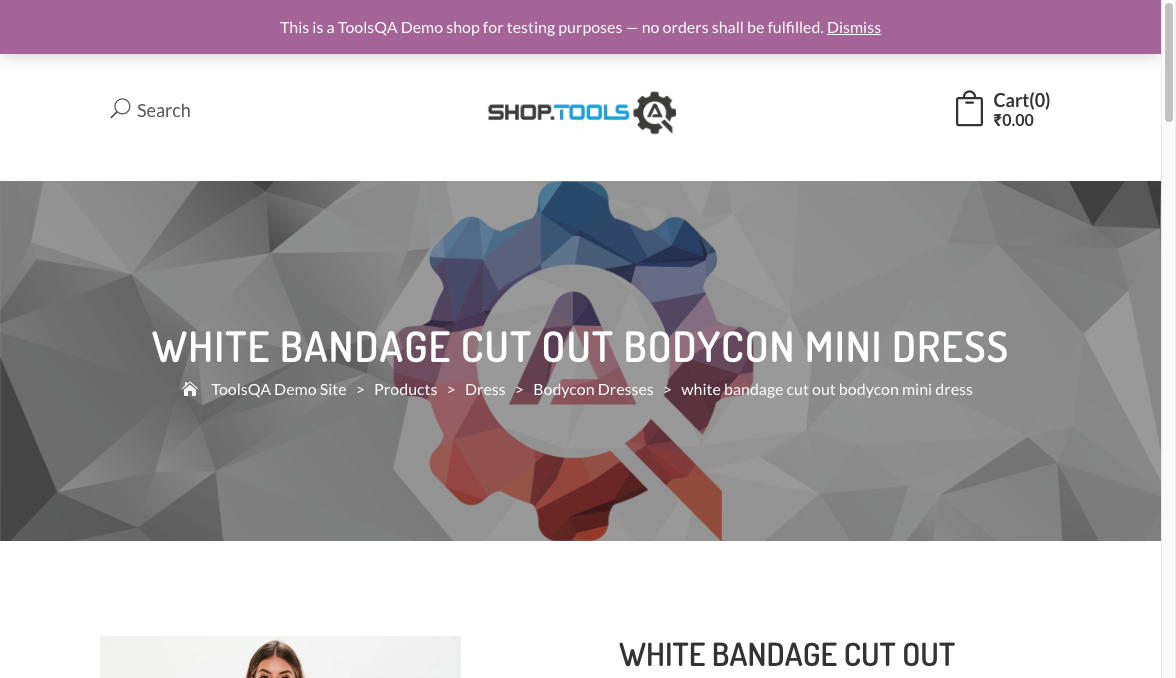 This is a ToolsQA Demo shop for testing purposes — no orders shall be fulfilled. Dismiss
Search
SHOP.TOOLS
Cart(0)
₹0.00
WHITE BANDAGE CUT OUT BODYCON MINI DRESS
ToolsQA Demo Site > Products > Dress > Bodycon Dresses > white bandage cut out bodycon mini dress
WHITE BANDAGE CUT OUT